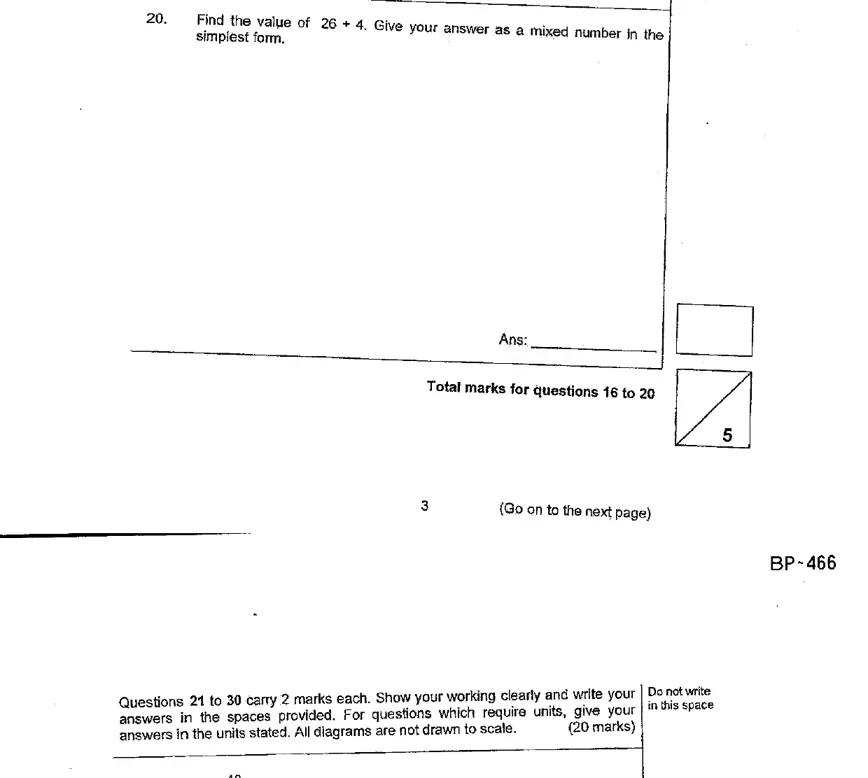 20. Find the value of 26 + 4. Give your answer as a mixed number in the
simplest form.
Ans:
Total marks for questions 16 to 20
5
3 (Go on to the next page)
BP-466
Questions 21 to 30 carry 2 marks each. Show your working clearly and write your
answers in the spaces provided. For questions which require units, give your
answers in the units stated. All diagrams are not drawn to scale. (20 marks)
Do not write
in this space